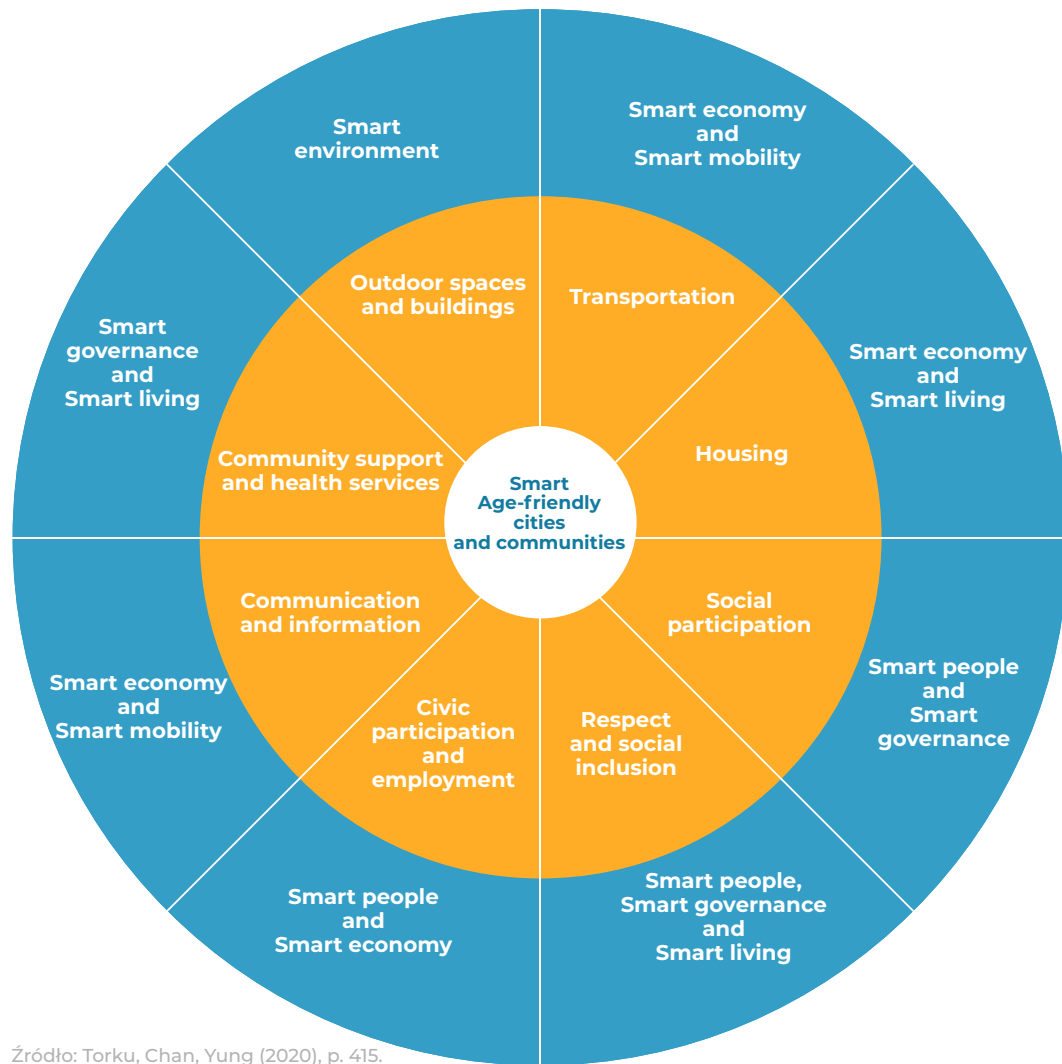 Smart
environment
Smart economy
and
Smart mobility
Outdoor spaces
and buildings
Transportation
Smart
governance
and
Smart living
Smart economy
and
Smart living
Community support
and health services
Housing
Smart
Age-friendly
cities
and communities
Communication
and information
Social
participation
Smart economy
and
Smart mobility
Smart people
and
Smart
governance
Civic
participation
and
employment
Respect
and social
inclusion
Smart people
and
Smart economy
Smart people,
Smart governance
and
Smart living
Źródło: Torku, Chan, Yung (2020), p. 415.